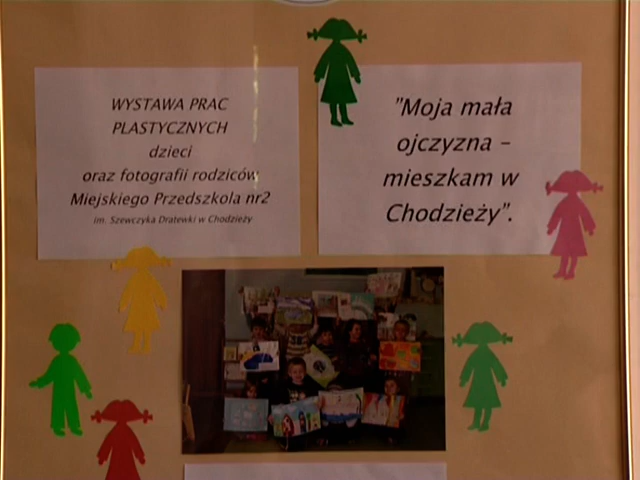 WYSTAWA PRAC
PLASTYCZNYCH
dzieci
oraz fotografii rodziców
Miejskiego Przedszkola nr2
im. Szewczyka Dratewki w Chodzieży
"Moja mała
ojczyzna –
mieszkam w
Chodzieży".